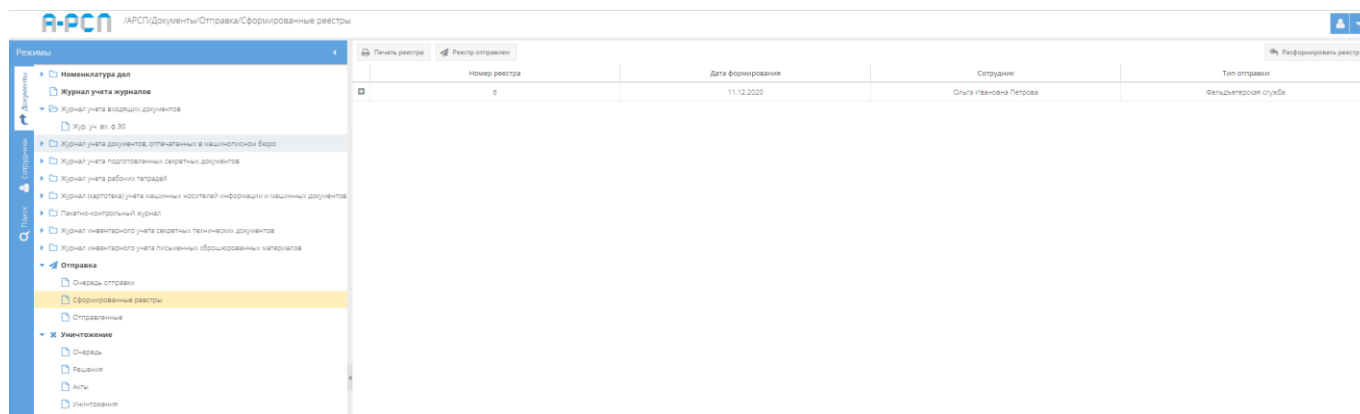 А-РСП /АРСП/Документы/Отправка/Сформированные реестры
Режимы
Печать реестра Реестр отправлен Расформировать реестр
Документы
Сотрудники
Поиск
Номенклатура дел
Журнал учета журналов
Журнал учета входящих документов
Жур. уч. вх. ф.30
Журнал учета документов, отпечатанных в машинописном бюро
Журнал учета подготовленных секретных документов
Журнал учета рабочих тетрадей
Журнал (картотека) учета машинных носителей информации и машинных документов
Пакетно-контрольный журнал
Журнал инвентарного учета секретных технических документов
Журнал инвентарного учета письменных сброшюрованных материалов
Отправка
Очередь отправки
Сформированные реестры
Отправленные
Уничтожение
Очередь
Решения
Акты
Уничтожения
Номер реестра Дата формирования Сотрудник Тип отправки
6 11.12.2020 Ольга Ивановна Петрова Фельдъегерская служба